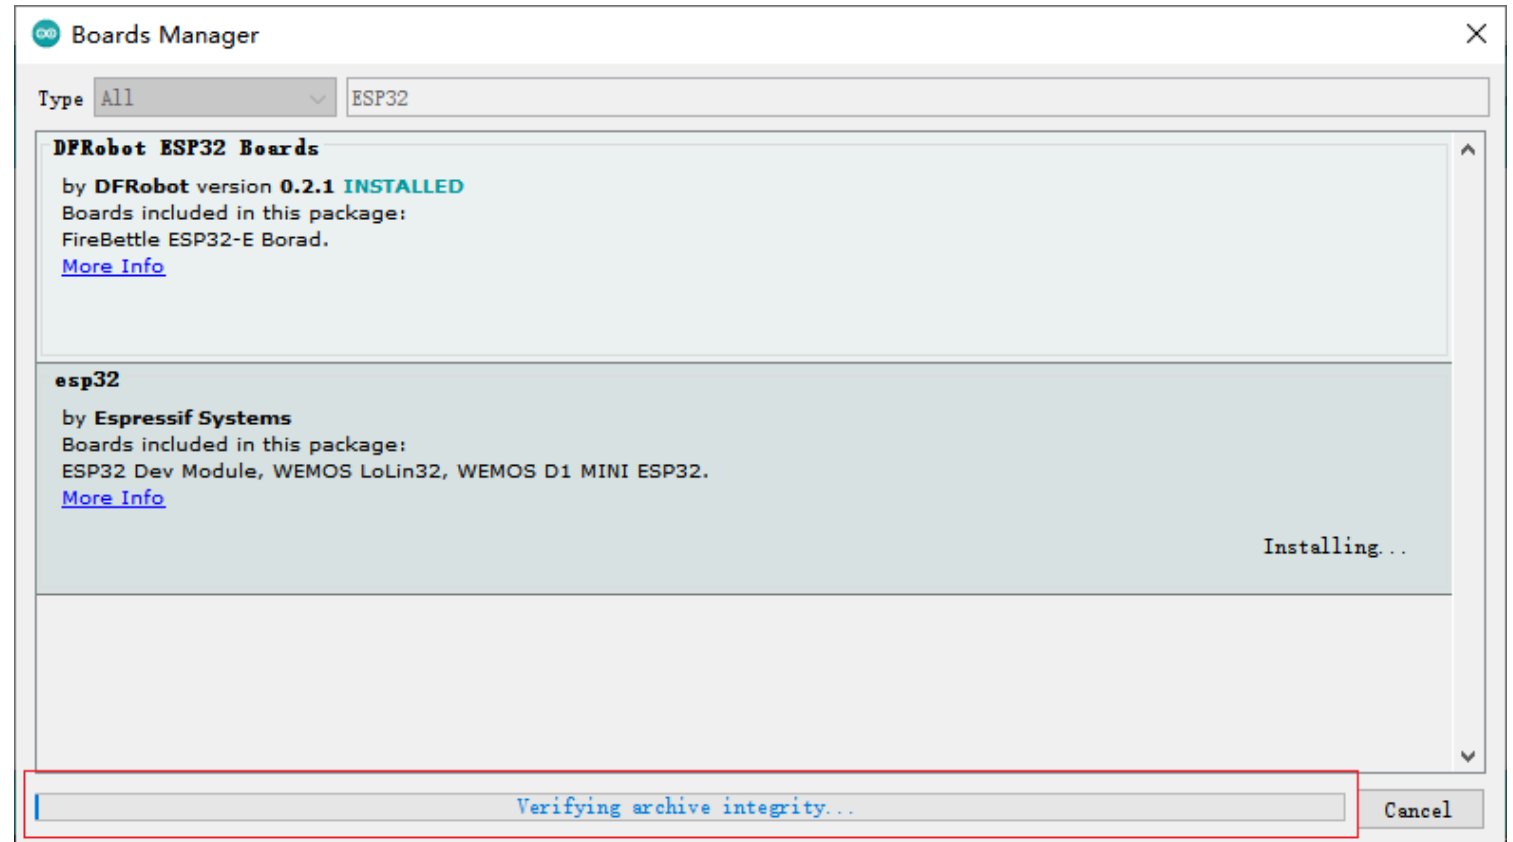 Boards Manager
Type All ESP32
DFRobot ESP32 Boards
by DFRobot version 0.2.1 INSTALLED
Boards included in this package:
FireBettle ESP32-E Borad.
More Info
esp32
by Espressif Systems
Boards included in this package:
ESP32 Dev Module, WEMOS LoLin32, WEMOS D1 MINI ESP32.
More Info
Installing...
Verifying archive integrity...
Cancel